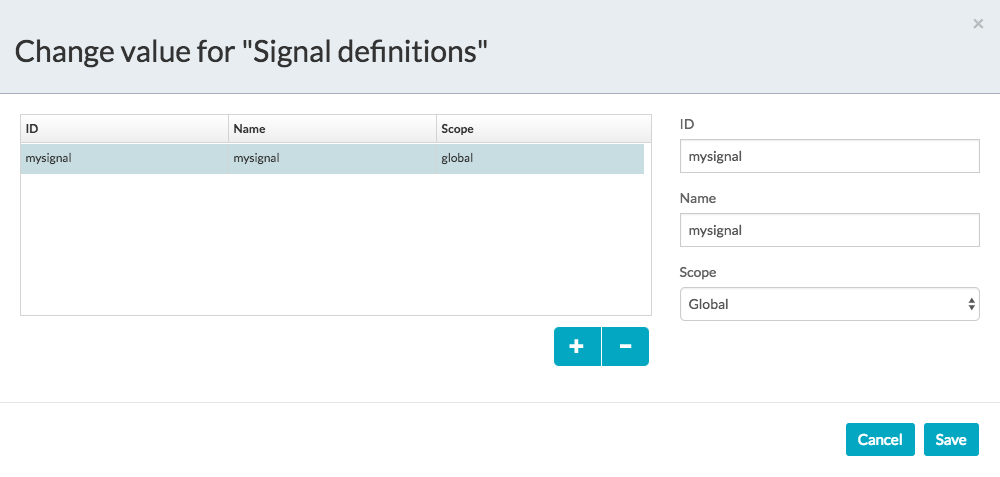 ×
Change value for "Signal definitions"
ID Name Scope
mysignal mysignal global
ID
mysignal
Name
mysignal
Scope
Global
+ −
Cancel Save